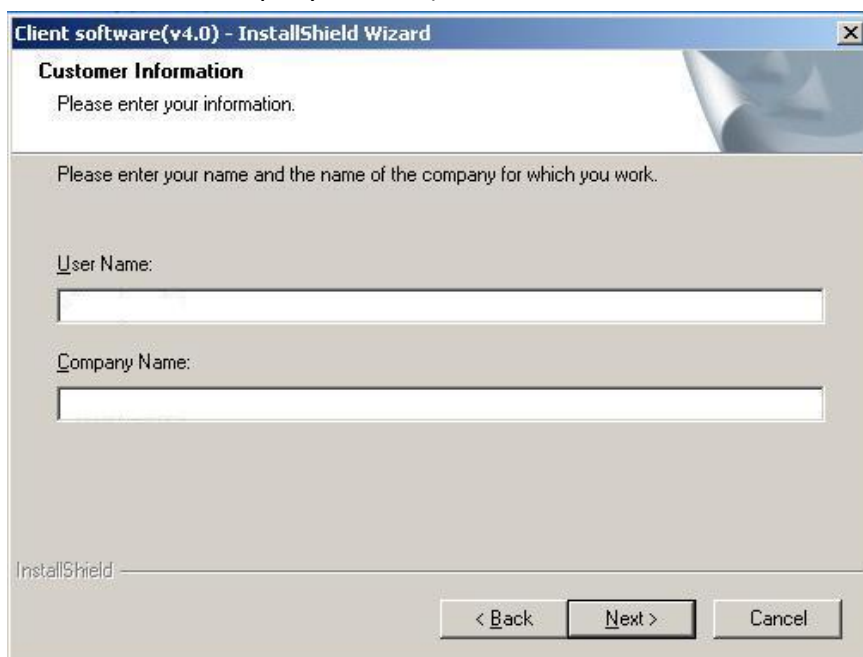 Client software(v4.0) - InstallShield Wizard
Customer Information
Please enter your information.
Please enter your name and the name of the company for which you work.
User Name:
Company Name:
InstallShield
< Back Next > Cancel